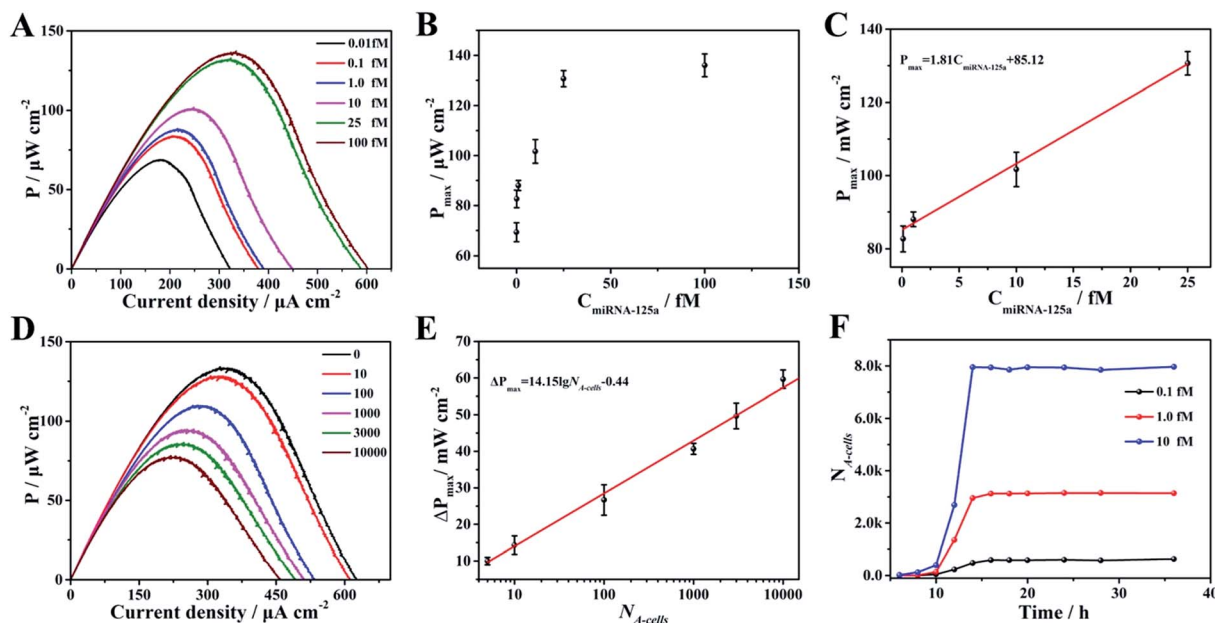 A
P / μW cm-2
150
100
50
0
0.01fM
0.1 fM
1.0 fM
10 fM
25 fM
100 fM
0 100 200 300 400 500 600
Current density / μA cm-2
B
Pmax / μW cm-2
140
120
100
80
60
0 50 100 150
CmiRNA-125a / fM
C
Pmax=1.81CmiRNA-125a+85.12
Pmax / mW cm-2
140
120
100
80
60
0 5 10 15 20 25
CmiRNA-125a / fM
D
P / μW cm-2
150
100
50
0
0
10
100
1000
3000
10000
0 150 300 450 600
Current density / μA cm-2
E
ΔPmax=14.15lgNA-cells-0.44
ΔPmax/ mW cm-2
70
60
50
40
30
20
10
10 100 1000 10000
NA-cells
F
NA-cells
8.0k
6.0k
4.0k
2.0k
0.0
0.1 fM
1.0 fM
10 fM
10 20 30 40
Time / h